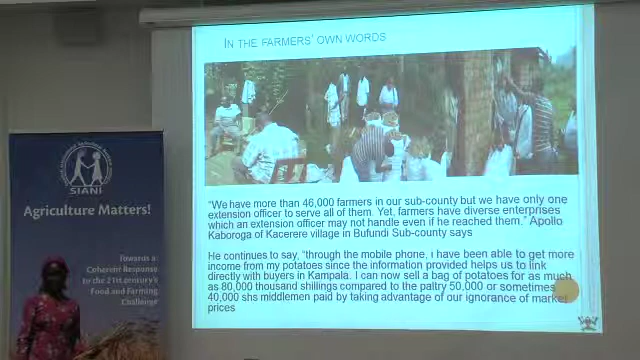 IN THE FARMERS' OWN WORDS
"We have more than 46,000 farmers in our sub-county but we have only one
extension officer to serve all of them. Yet, farmers have diverse enterprises
which an extension officer may not handle even if he reached them." Apollo
Kaboroga of Kacerere village in Bufundi Sub-county says
He continues to say, "through the mobile phone, i have been able to get more
income from my potatoes since the information provided helps us to link
directly with buyers in Kampala. I can now sell a bag of potatoes for as much
as 80,000 thousand shillings compared to the paltry 50,000 or sometimes
40,000 shs middlemen paid by taking advantage of our ignorance of market
prices
SIANI
Agriculture Matters!
Towards a
Coherent Response
to the 21st century's
Food and Farming
Challenge